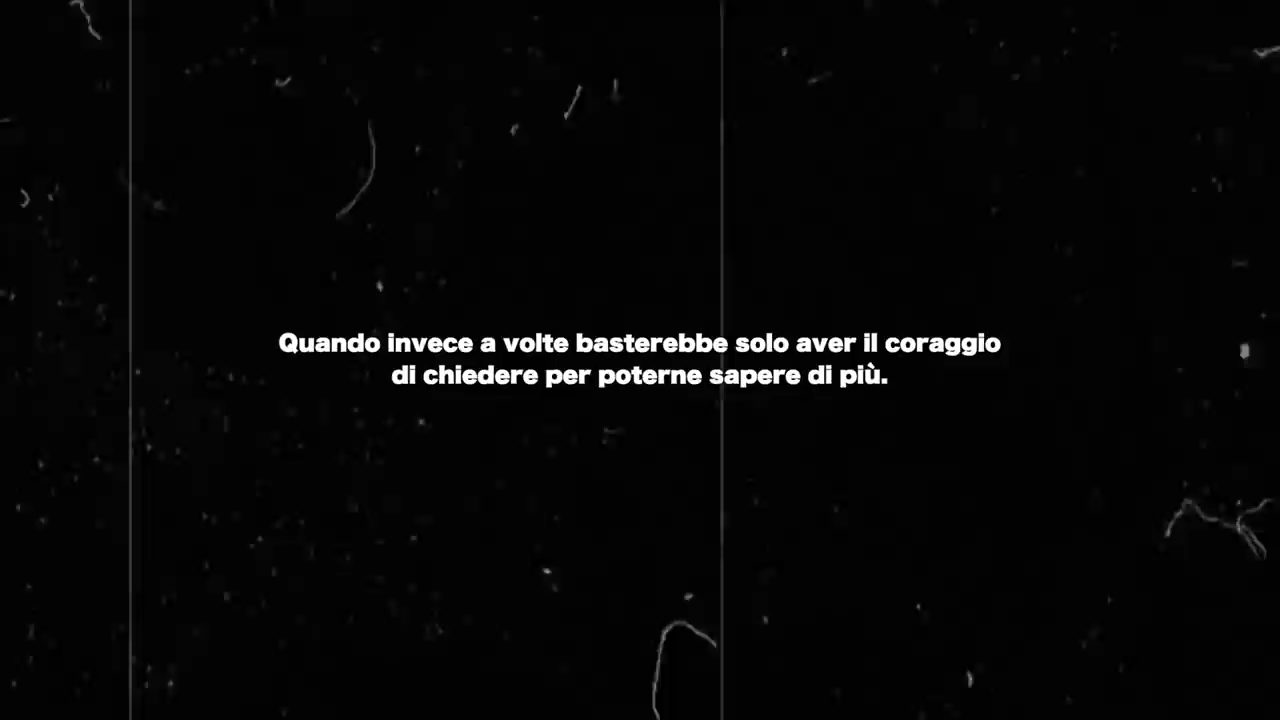 Quando invece a volte basterebbe solo aver il coraggio
di chiedere per poterne sapere di più.